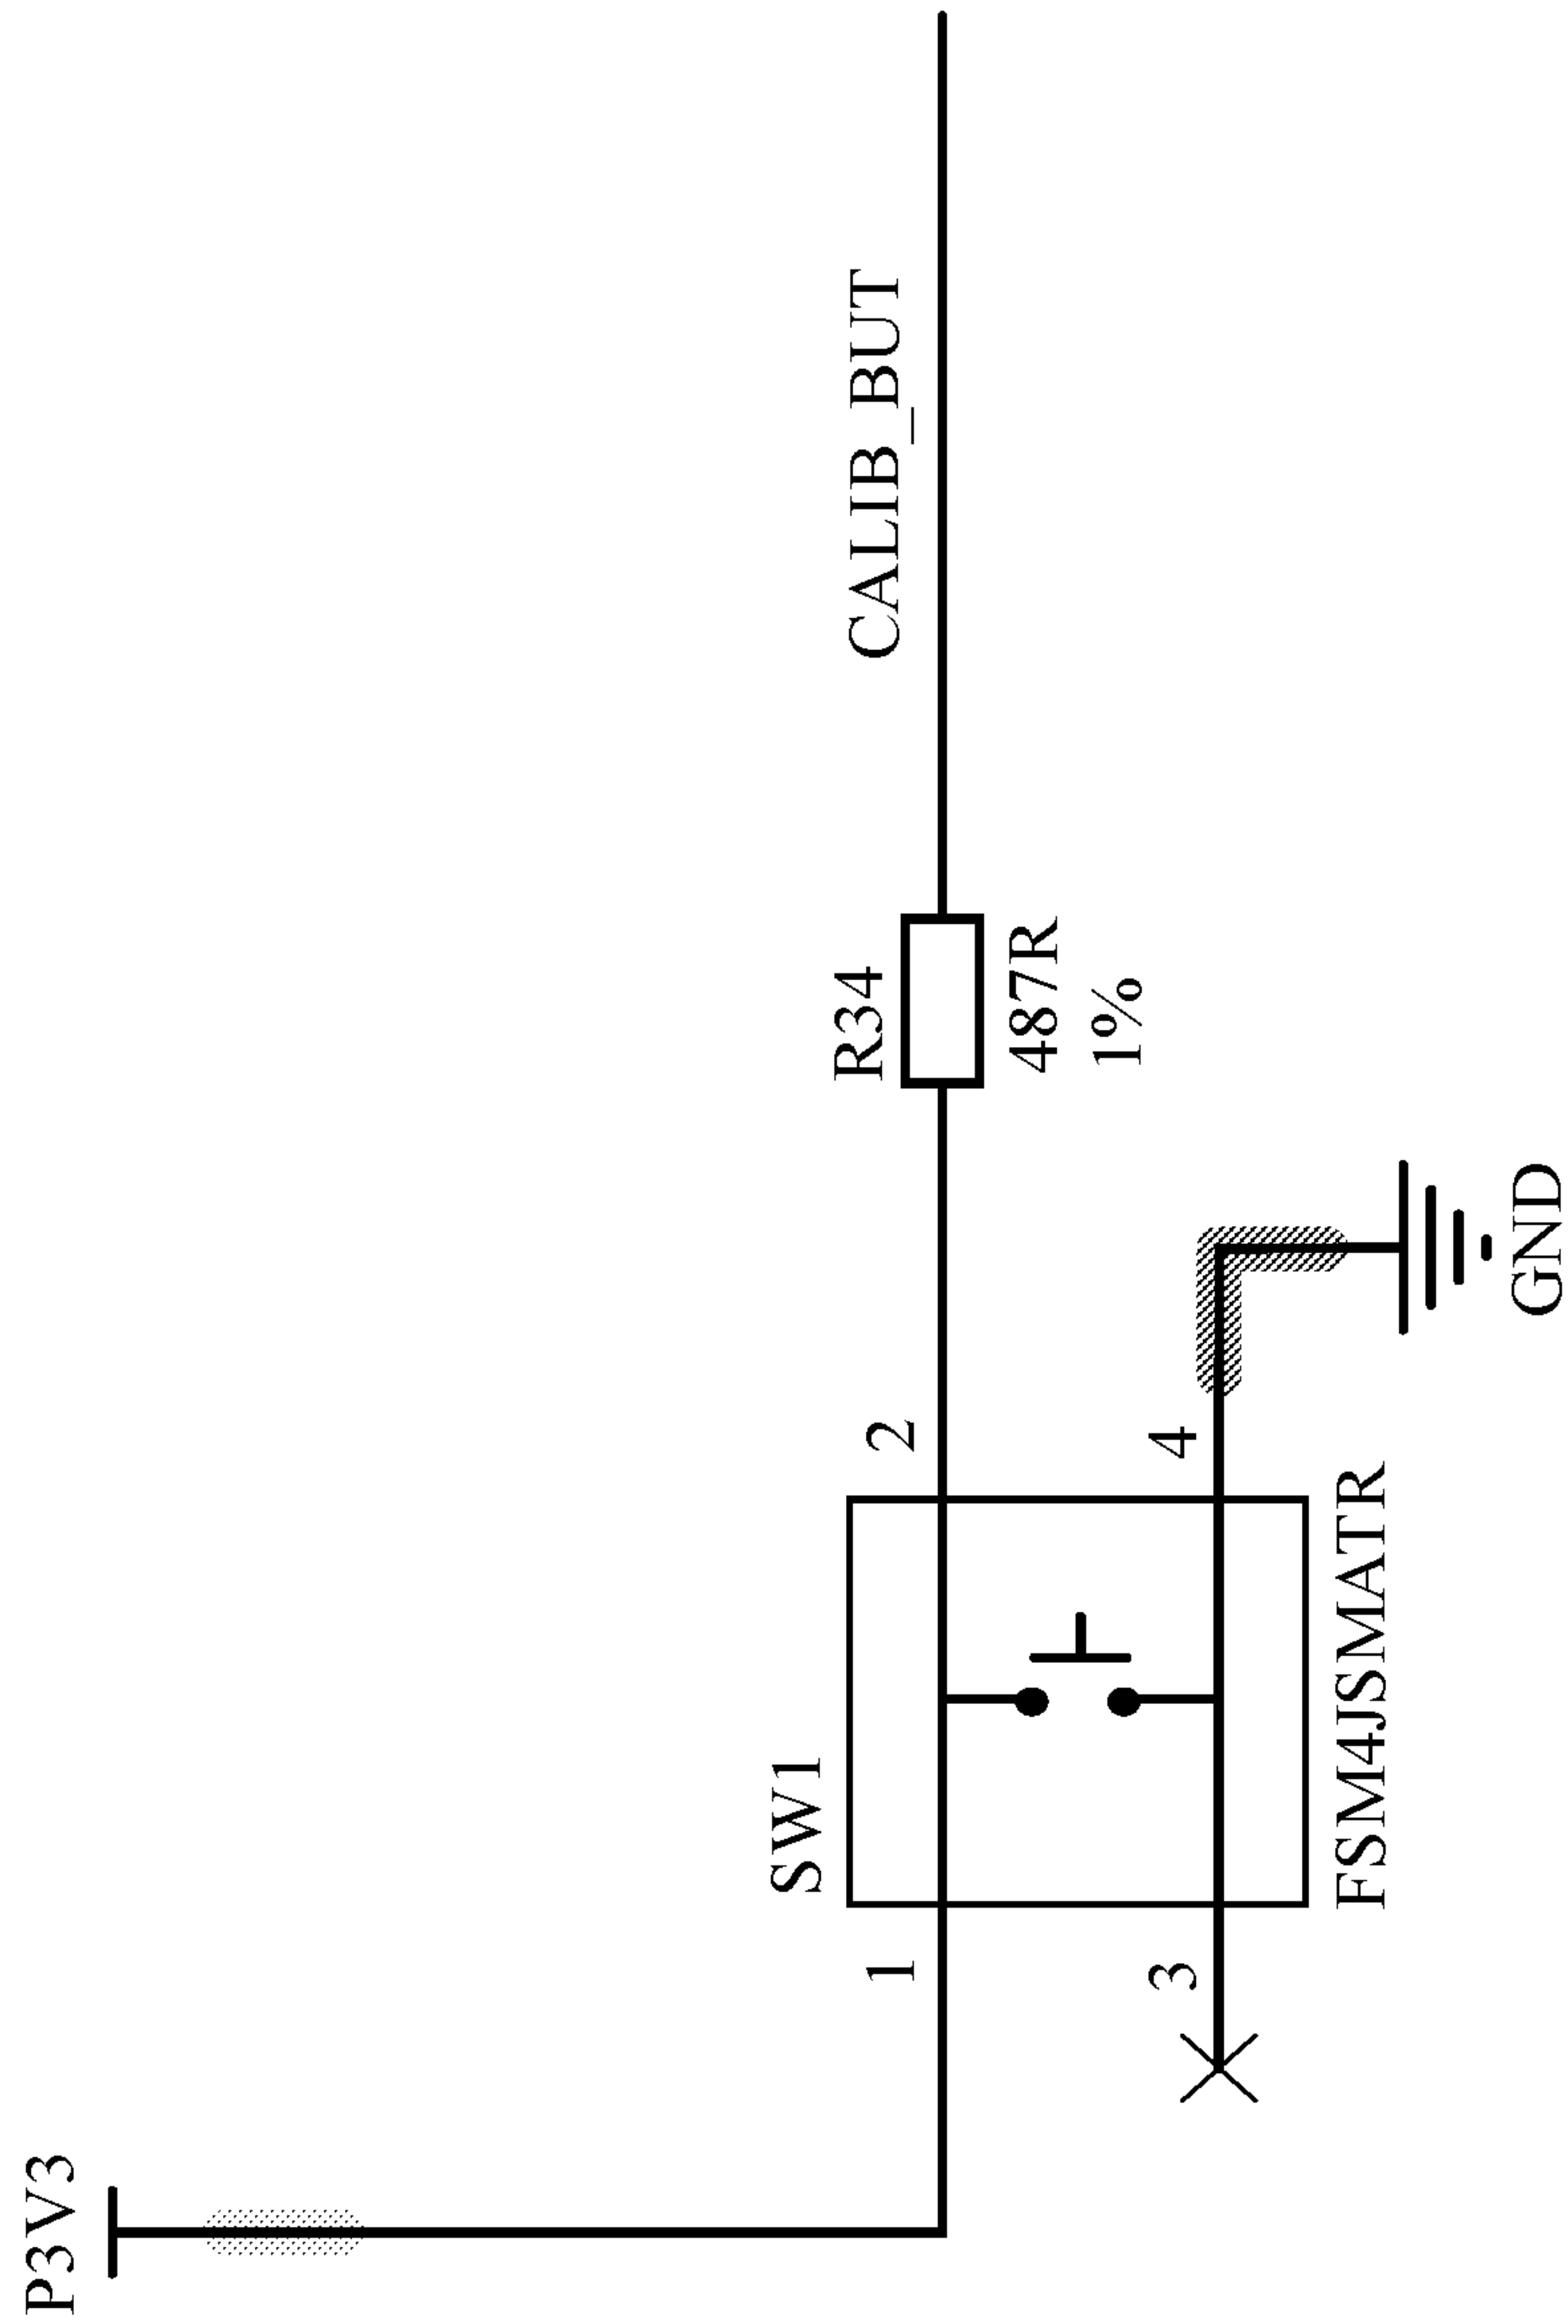 P3V3
SW1
1
2
3
4
FSM4JSMATR
GND
R34
487R
1%
CALIB_BUT